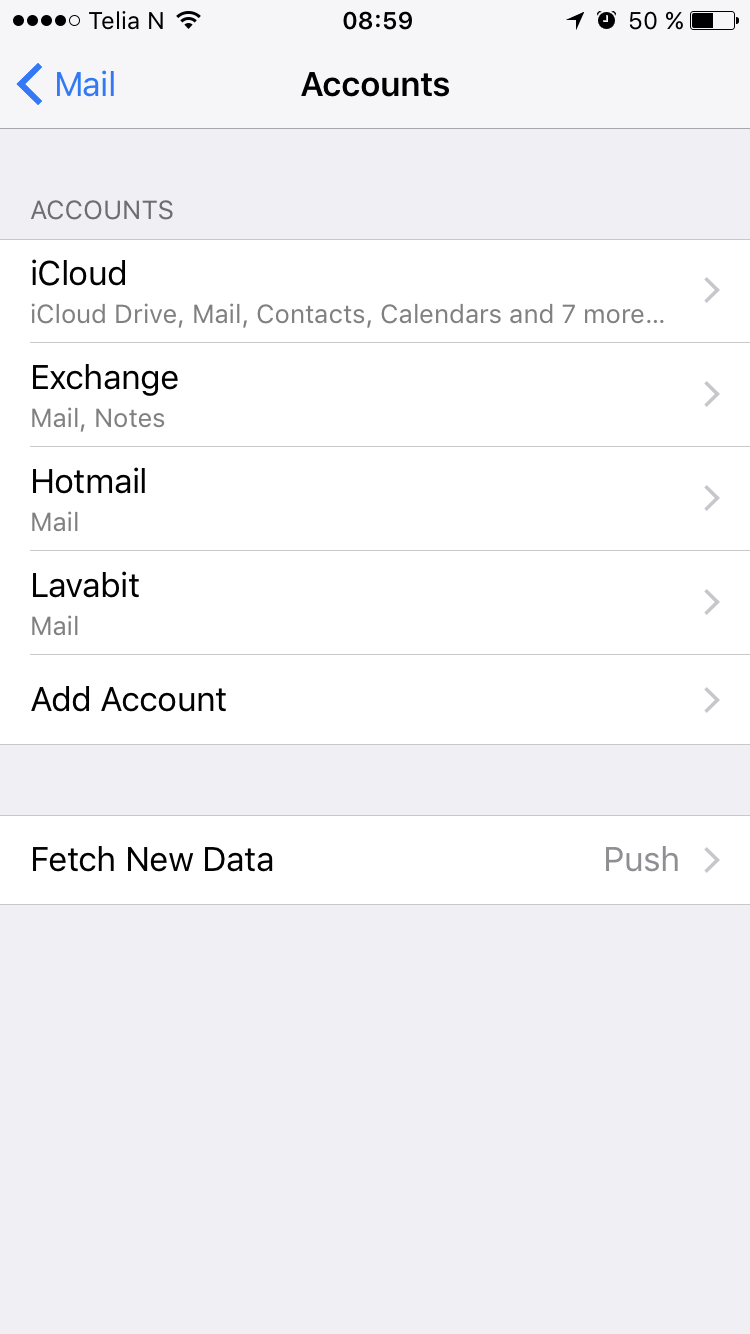 Telia N 08:59 50 %
Mail Accounts
ACCOUNTS
iCloud
iCloud Drive, Mail, Contacts, Calendars and 7 more...
Exchange
Mail, Notes
Hotmail
Mail
Lavabit
Mail
Add Account
Fetch New Data Push